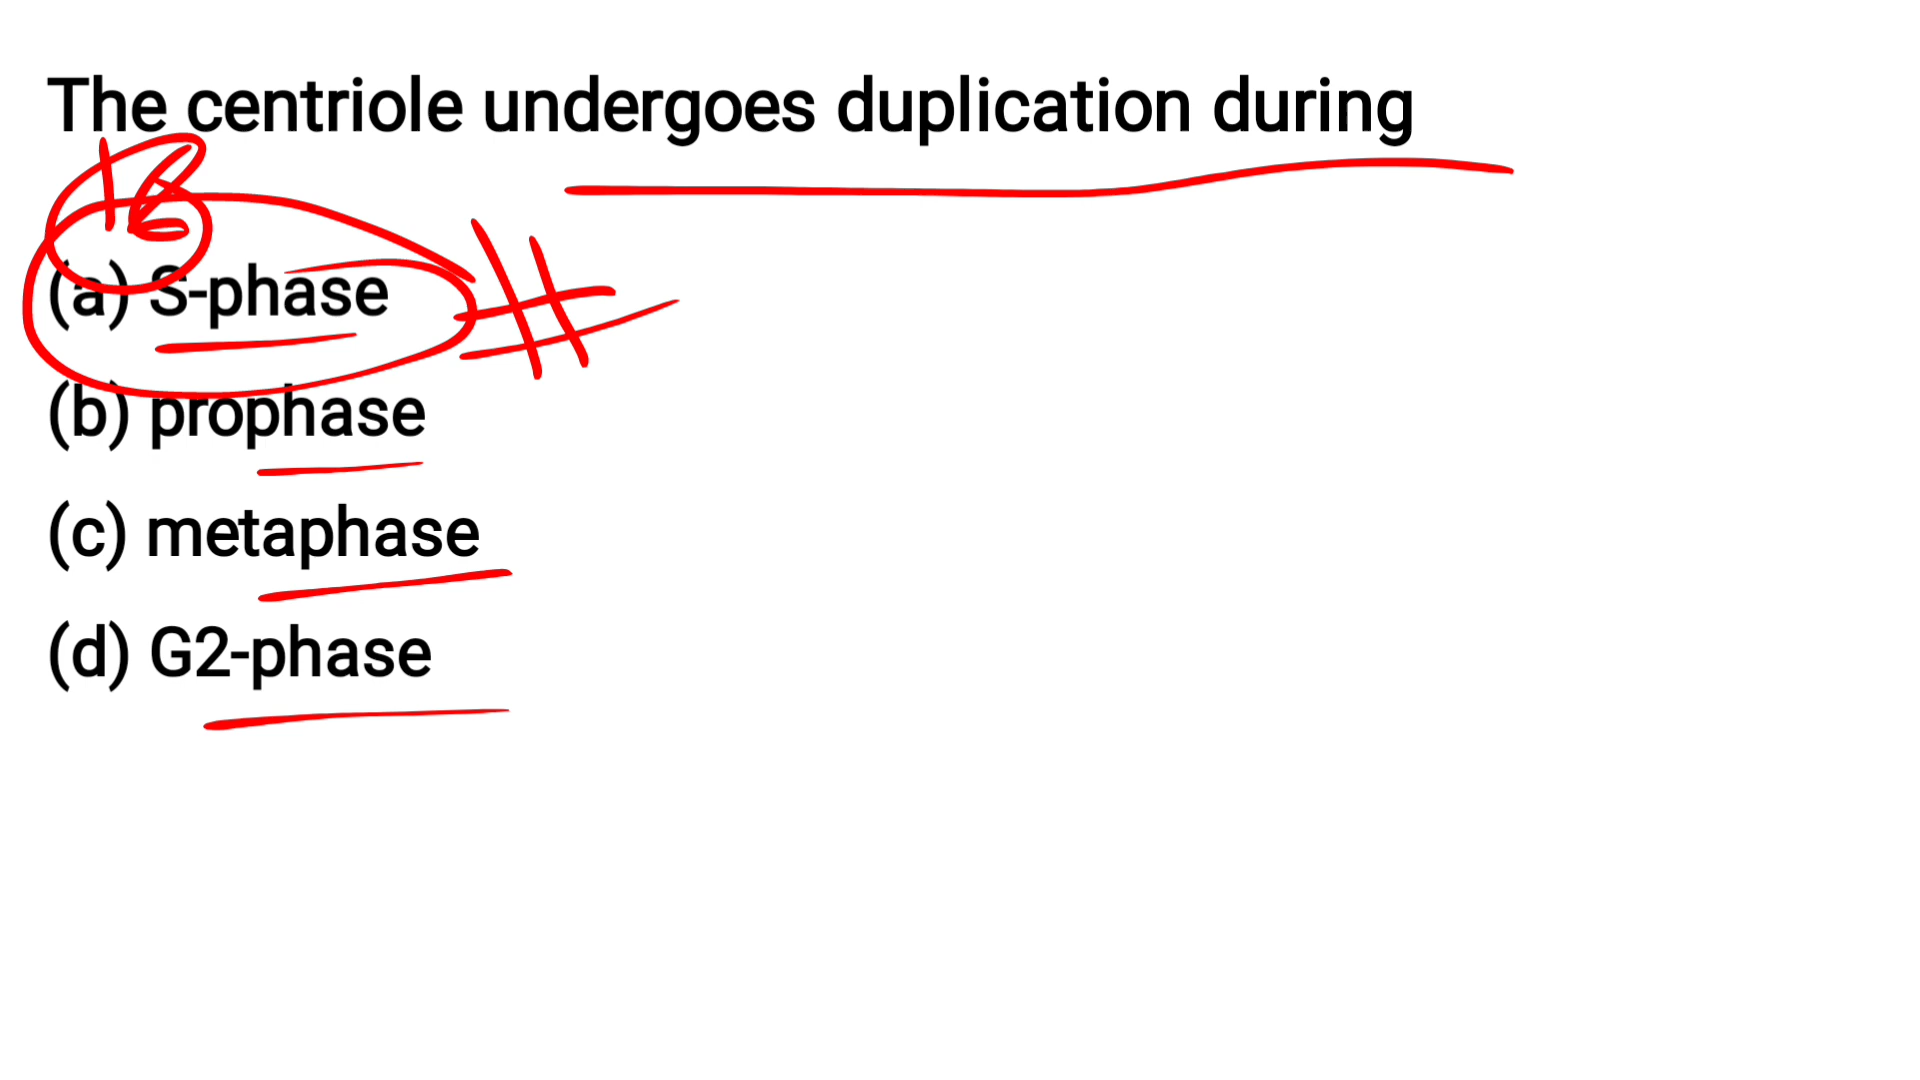 The centriole undergoes duplication during
(a) S-phase
(b) prophase
(c) metaphase
(d) G2-phase